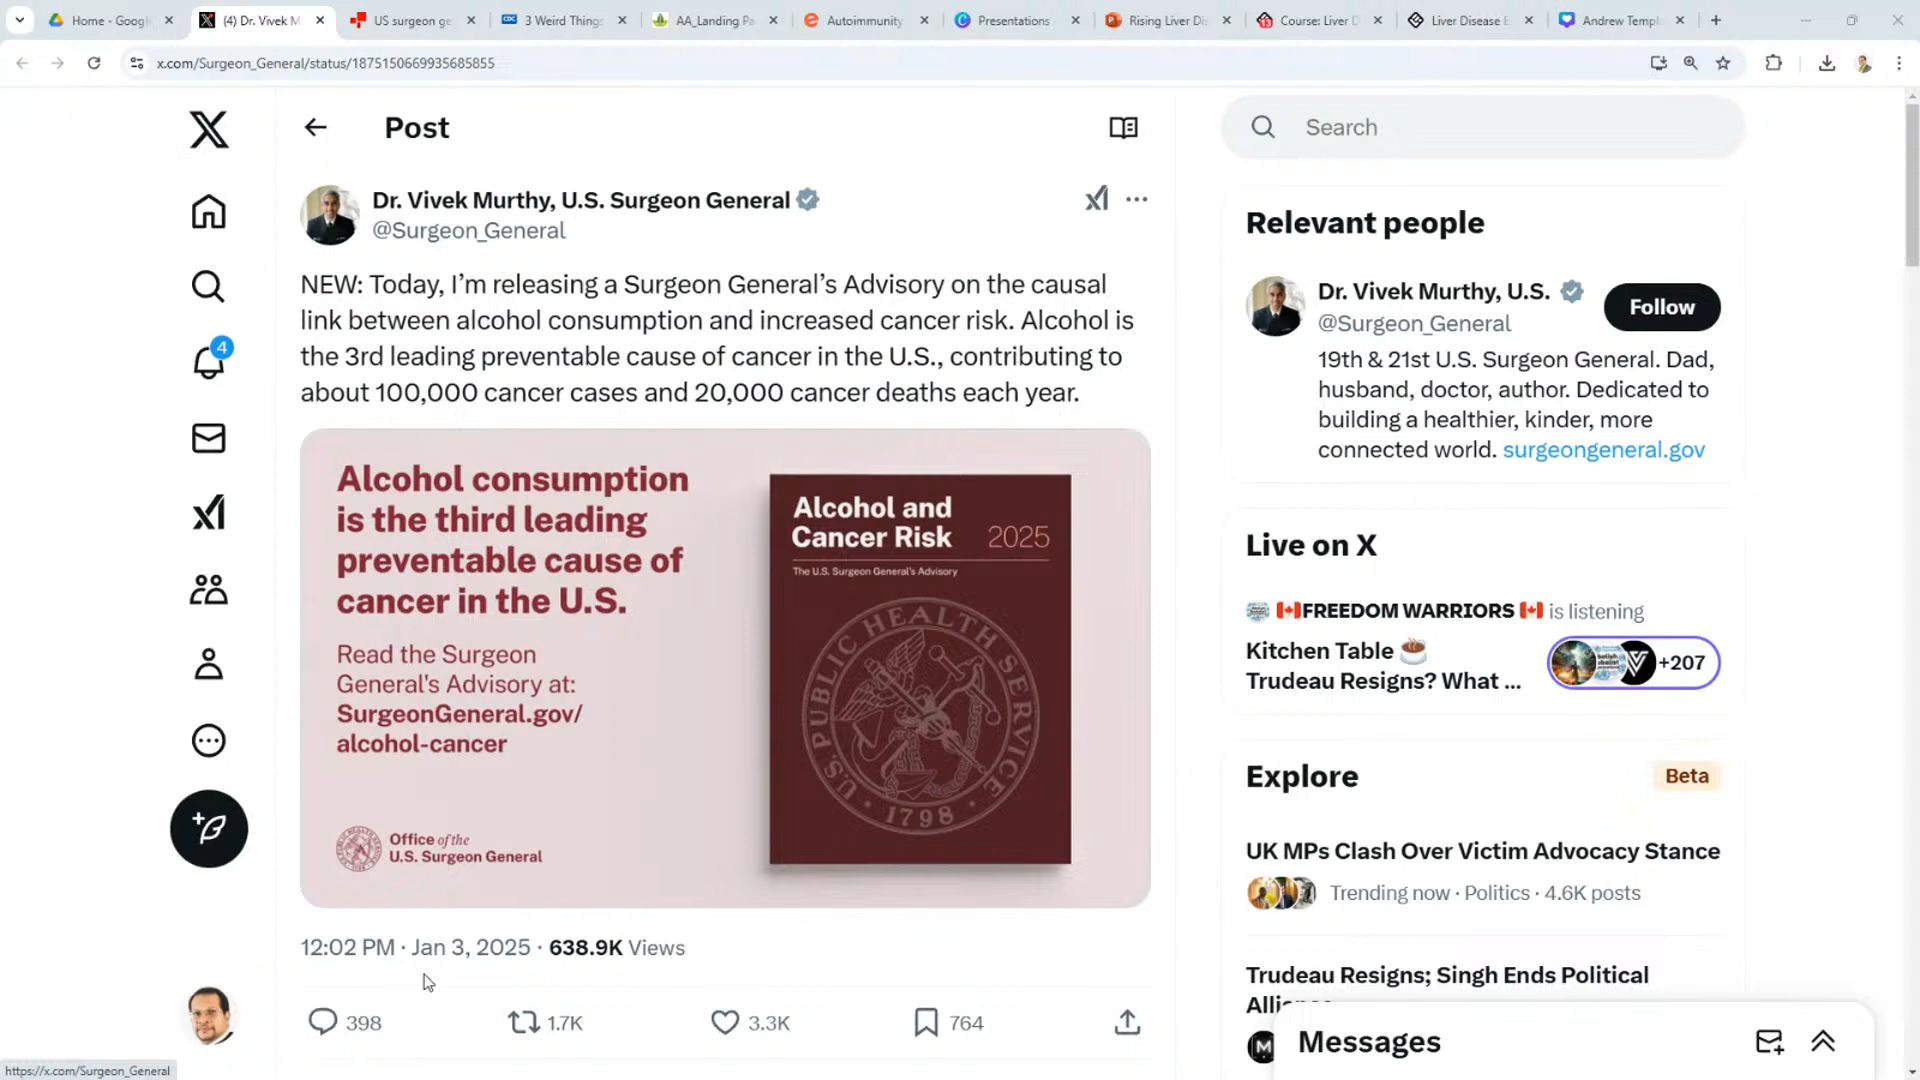 Home - Googl
(4) Dr. Vivek M
US surgeon ge
3 Weird Things
AA_Landing Pa
Autoimmunity
Presentations
Rising Liver Dis
Course: Liver D
Liver Disease E
Andrew Templ
x.com/Surgeon_General/status/1875150669935685855
Post
Dr. Vivek Murthy, U.S. Surgeon General
@Surgeon_General
NEW: Today, I’m releasing a Surgeon General’s Advisory on the causal
link between alcohol consumption and increased cancer risk. Alcohol is
the 3rd leading preventable cause of cancer in the U.S., contributing to
about 100,000 cancer cases and 20,000 cancer deaths each year.
Alcohol consumption
is the third leading
preventable cause of
cancer in the U.S.
Read the Surgeon
General's Advisory at:
SurgeonGeneral.gov/
alcohol-cancer
Office of the
U.S. Surgeon General
Alcohol and
Cancer Risk 2025
The U.S. Surgeon General's Advisory
U.S. PUBLIC HEALTH SERVICE
1798
12:02 PM · Jan 3, 2025 · 638.9K Views
398 1.7K 3.3K 764
4
Search
Relevant people
Dr. Vivek Murthy, U.S.
@Surgeon_General
Follow
19th & 21st U.S. Surgeon General. Dad,
husband, doctor, author. Dedicated to
building a healthier, kinder, more
connected world. surgeongeneral.gov
Live on X
FREEDOM WARRIORS is listening
Kitchen Table
Trudeau Resigns? What ...
+207
Explore
Beta
UK MPs Clash Over Victim Advocacy Stance
Trending now · Politics · 4.6K posts
Trudeau Resigns; Singh Ends Political
Messages
https://x.com/Surgeon_General